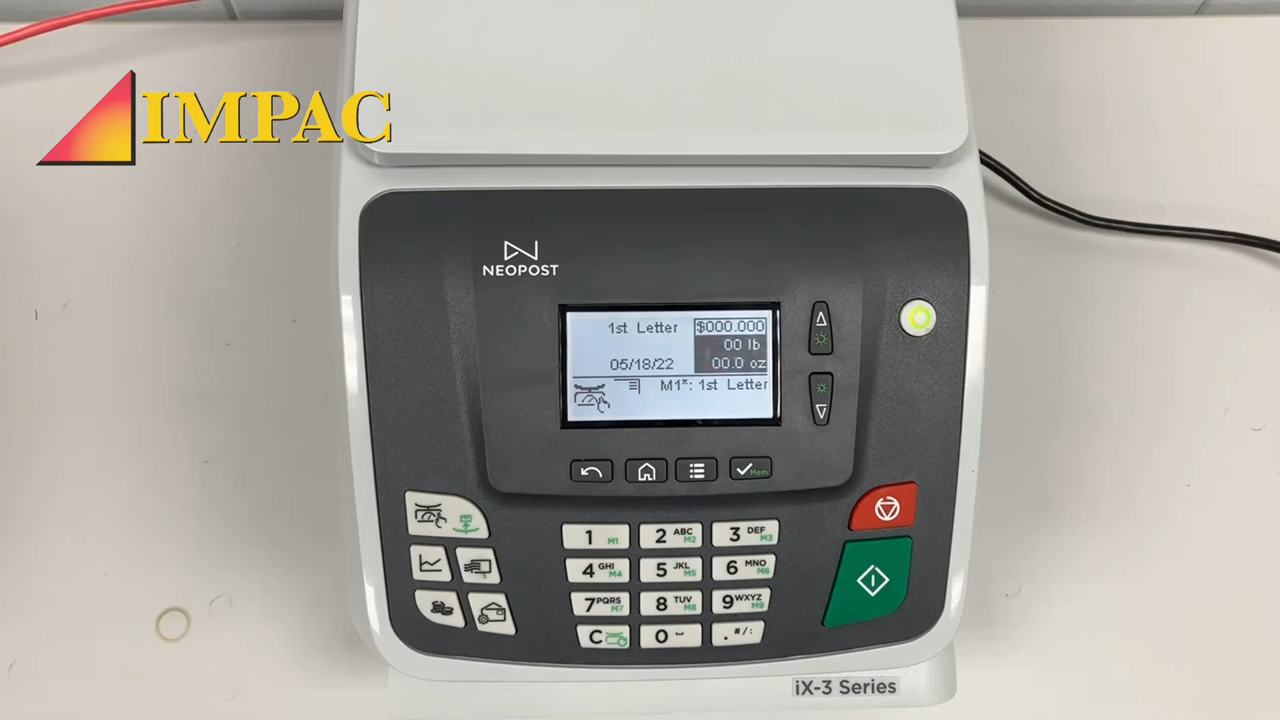 IMPAC
NEOPOST
1st Letter $000.000
00 lb
05/18/22 00.0 oz
M1*: 1st Letter
Mem
1 M1 2 ABC M2 3 DEF M3
4 GHI M4 5 JKL M5 6 MNO M6
7 PQRS M7 8 TUV M8 9 WXYZ M9
C 0 . #/:
iX-3 Series